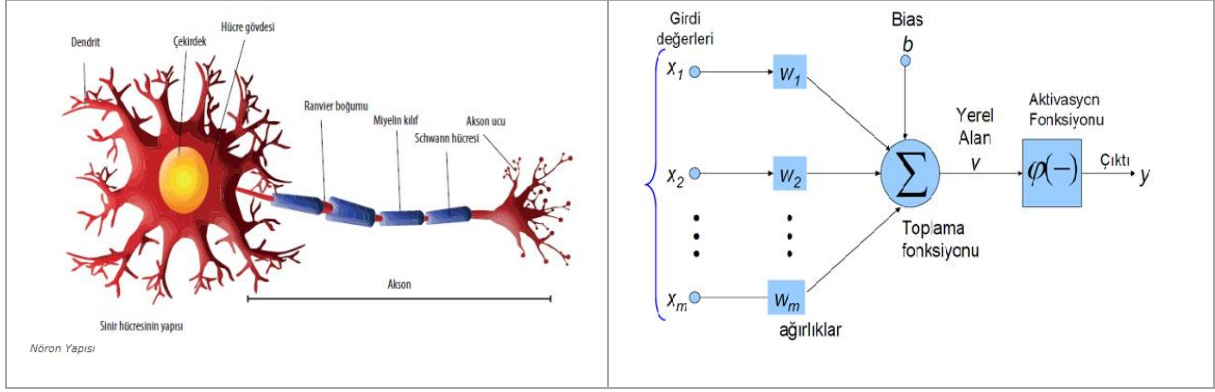 Dendrit
Çekirdek
Hücre gövdesi
Ranvier boğumu
Miyelin kılıf
Schwann hücresi
Akson ucu
Akson
Sinir hücresinin yapısı
Nöron Yapısı
Girdi
değerleri
x1
x2
xm
w1
w2
wm
ağırlıklar
Bias
b
∑
Toplama
fonksiyonu
Yerel
Alan
v
Aktivasycn
Fonksiyonu
φ(−)
Çıktı
y